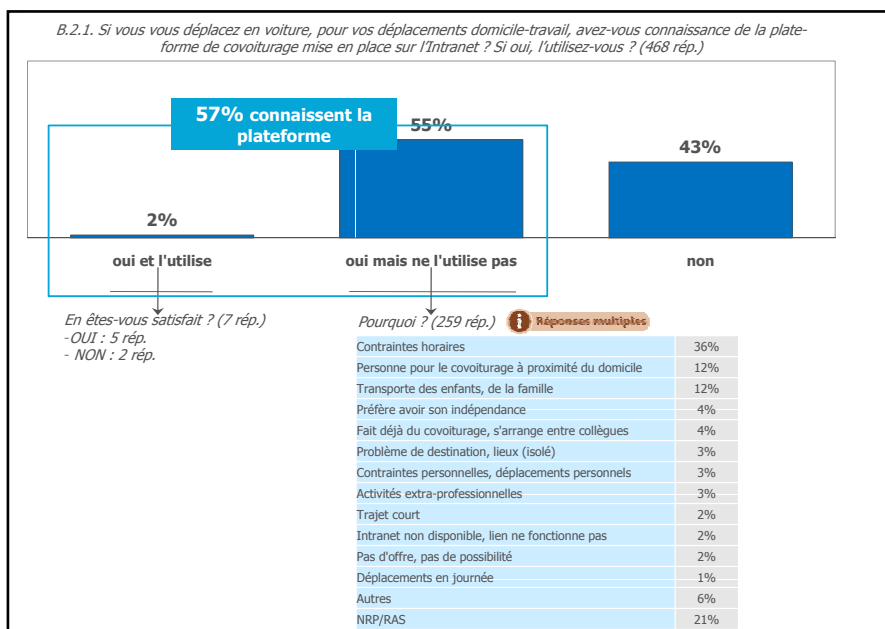 B.2.1. Si vous vous déplacez en voiture, pour vos déplacements domicile-travail, avez-vous connaissance de la plate-
forme de covoiturage mise en place sur l'Intranet ? Si oui, l'utilisez-vous ? (468 rép.)
57% connaissent la
plateforme
55%
43%
2%
oui et l'utilise
oui mais ne l'utilise pas
non
En êtes-vous satisfait ? (7 rép.)
-OUI : 5 rép.
- NON : 2 rép.
Pourquoi ? (259 rép.)
Réponses multiples
Contraintes horaires 36%
Personne pour le covoiturage à proximité du domicile 12%
Transporte des enfants, de la famille 12%
Préfère avoir son indépendance 4%
Fait déjà du covoiturage, s'arrange entre collègues 4%
Problème de destination, lieux (isolé) 3%
Contraintes personnelles, déplacements personnels 3%
Activités extra-professionnelles 3%
Trajet court 2%
Intranet non disponible, lien ne fonctionne pas 2%
Pas d'offre, pas de possibilité 2%
Déplacements en journée 1%
Autres 6%
NRP/RAS 21%